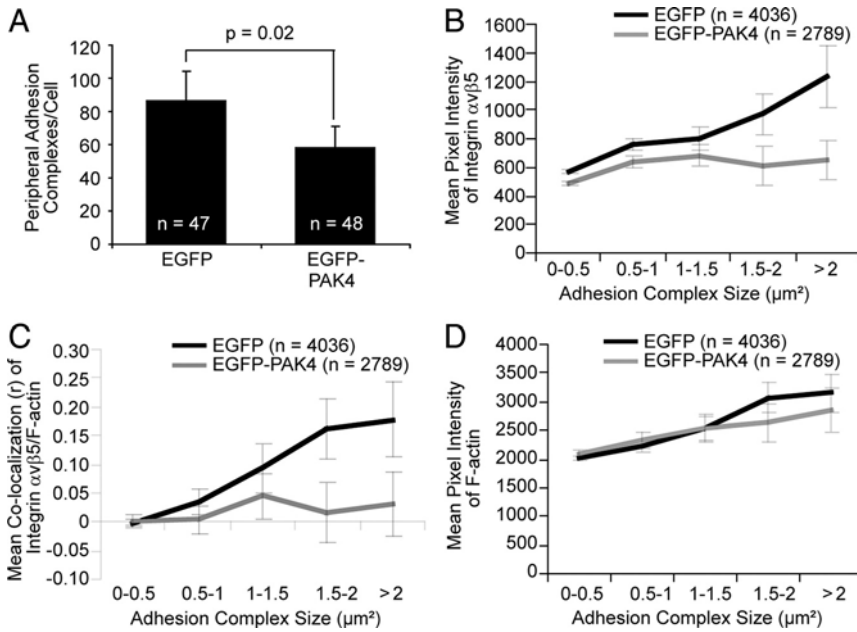 A
p = 0.02
Peripheral Adhesion
Complexes/Cell
120
100
80
60
40
20
0
n = 47
n = 48
EGFP
EGFP-
PAK4
B
EGFP (n = 4036)
EGFP-PAK4 (n = 2789)
Mean Pixel Intensity
of Integrin αvβ5
1600
1400
1200
1000
800
600
400
200
0
0-0.5
0.5-1
1-1.5
1.5-2
>2
Adhesion Complex Size (µm²)
C
EGFP (n = 4036)
EGFP-PAK4 (n = 2789)
Mean Co-localization (r) of
Integrin αvβ5/F-actin
0.30
0.25
0.20
0.15
0.10
0.05
0
-0.05
-0.10
0-0.5
0.5-1
1-1.5
1.5-2
>2
Adhesion Complex Size (µm²)
D
EGFP (n = 4036)
EGFP-PAK4 (n = 2789)
Mean Pixel Intensity
of F-actin
4000
3500
3000
2500
2000
1500
1000
500
0
0-0.5
0.5-1
1-1.5
1.5-2
>2
Adhesion Complex Size (µm²)